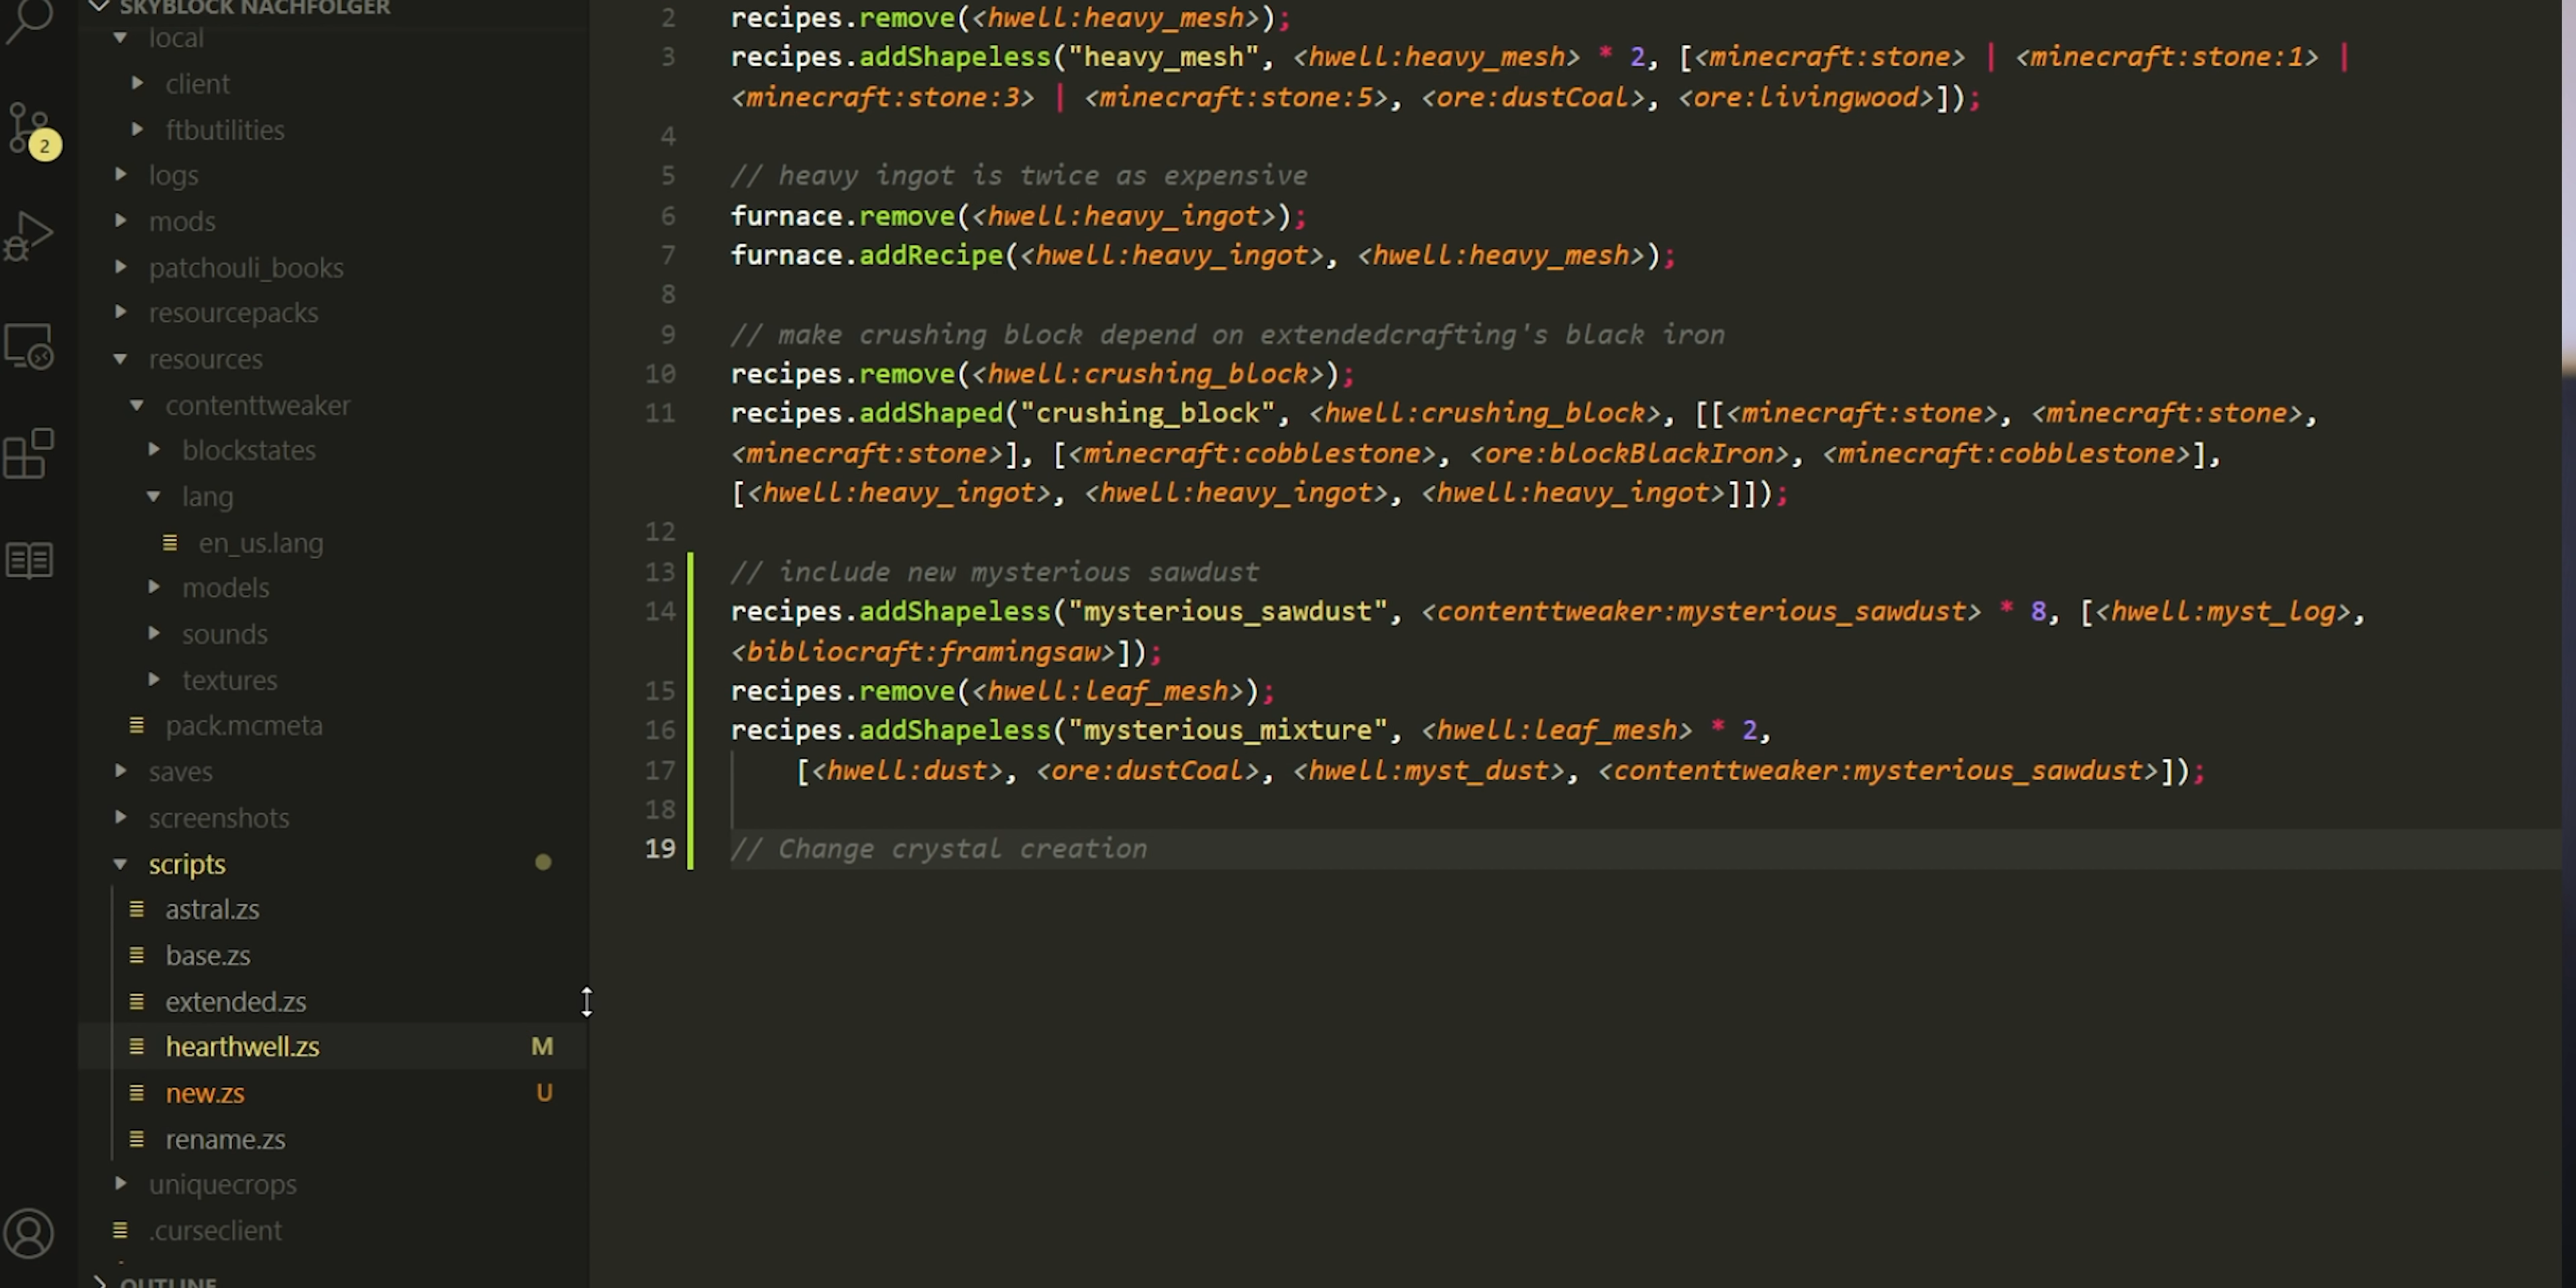 SKYBLOCK NACHFOLGER
local
client
ftbutilities
logs
mods
patchouli_books
resourcepacks
resources
contenttweaker
blockstates
lang
en_us.lang
models
sounds
textures
pack.mcmeta
saves
screenshots
scripts
astral.zs
base.zs
extended.zs
hearthwell.zs M
new.zs U
rename.zs
uniquecrops
.curseclient
OUTLINE
2
2 recipes.remove(<hwell:heavy_mesh>);
3 recipes.addShapeless("heavy_mesh", <hwell:heavy_mesh> * 2, [<minecraft:stone> | <minecraft:stone:1> |
<minecraft:stone:3> | <minecraft:stone:5>, <ore:dustCoal>, <ore:livingwood>]);
4
5 // heavy ingot is twice as expensive
6 furnace.remove(<hwell:heavy_ingot>);
7 furnace.addRecipe(<hwell:heavy_ingot>, <hwell:heavy_mesh>);
8
9 // make crushing block depend on extendedcrafting's black iron
10 recipes.remove(<hwell:crushing_block>);
11 recipes.addShaped("crushing_block", <hwell:crushing_block>, [[<minecraft:stone>, <minecraft:stone>,
<minecraft:stone>], [<minecraft:cobblestone>, <ore:blockBlackIron>, <minecraft:cobblestone>],
[<hwell:heavy_ingot>, <hwell:heavy_ingot>, <hwell:heavy_ingot>]]);
12
13 // include new mysterious sawdust
14 recipes.addShapeless("mysterious_sawdust", <contenttweaker:mysterious_sawdust> * 8, [<hwell:myst_log>,
<bibliocraft:framingsaw>]);
15 recipes.remove(<hwell:leaf_mesh>);
16 recipes.addShapeless("mysterious_mixture", <hwell:leaf_mesh> * 2,
17 [<hwell:dust>, <ore:dustCoal>, <hwell:myst_dust>, <contenttweaker:mysterious_sawdust>]);
18
19 // Change crystal creation